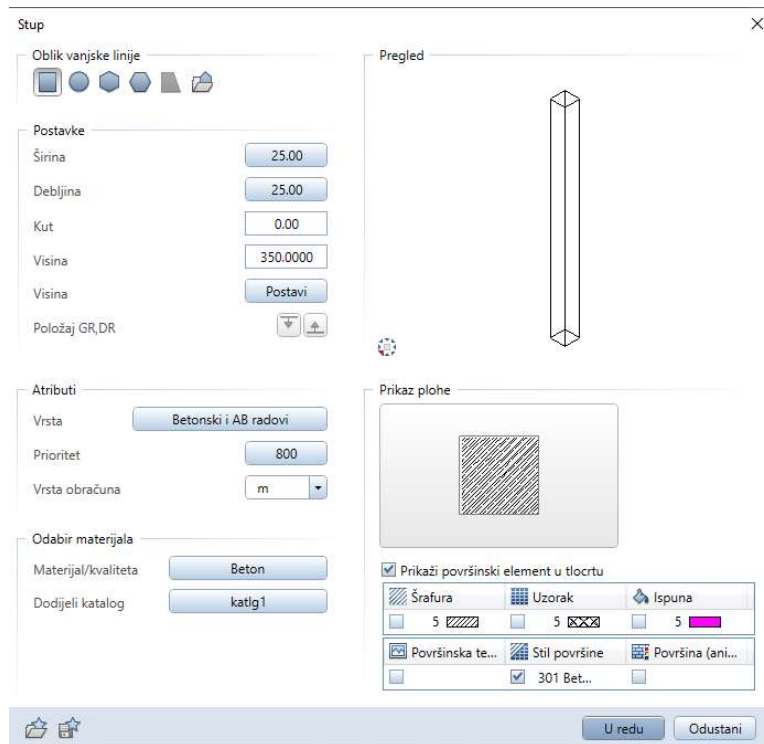 Stup
Oblik vanjske linije
Postavke
Širina 25.00
Debljina 25.00
Kut 0.00
Visina 350.0000
Visina Postavi
Položaj GR,DR
Atributi
Vrsta Betonski i AB radovi
Prioritet 800
Vrsta obračuna m
Odabir materijala
Materijal/kvaliteta Beton
Dodijeli katalog katlg1
Pregled
Prikaz plohe
Prikaži površinski element u tlocrtu
Šrafura Uzorak Ispuna
5 5 5
Površinska te... Stil površine Površina (ani...
301 Bet...
U redu Odustani